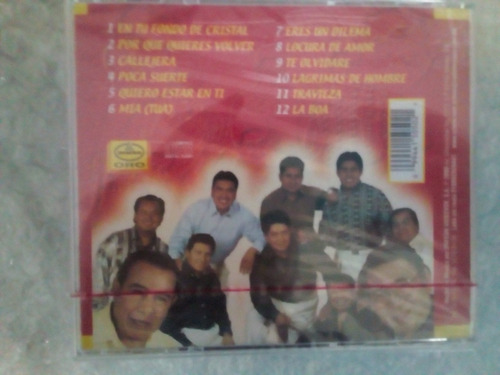 1 EN TU FONDO DE CRISTAL
2 POR QUE QUIERES VOLVER
3 CALLEJERA
4 POCA SUERTE
5 QUIERO ESTAR EN TI
6 MIA (TUA)
7 ERES UN DILEMA
8 LOCURA DE AMOR
9 TE OLVIDARE
10 LAGRIMAS DE HOMBRE
11 TRAVIEZA
12 LA BOA
ORO